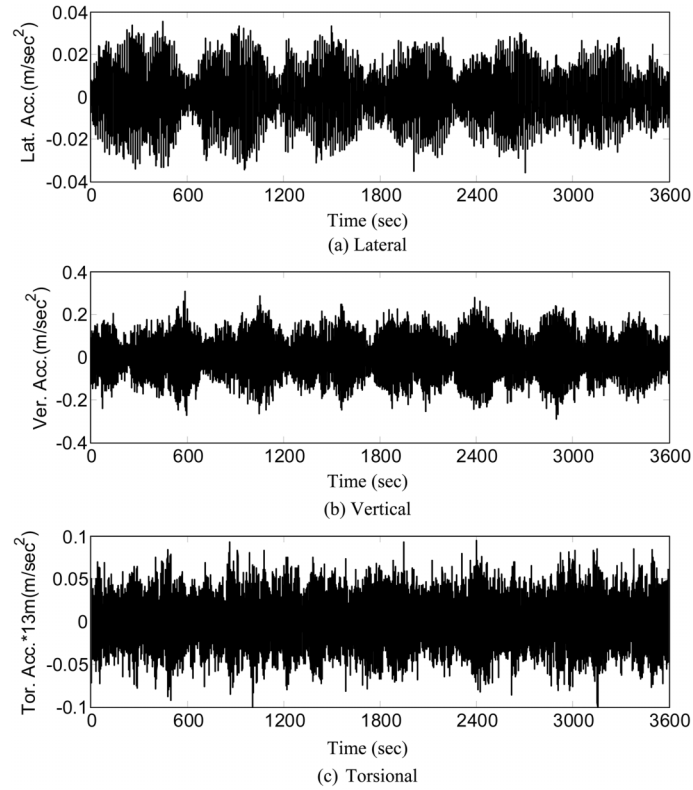 Lat. Acc.(m/sec²)
0.04
0.02
0
-0.02
-0.04
0 600 1200 1800 2400 3000 3600
Time (sec)
(a) Lateral
Ver. Acc.(m/sec²)
0.4
0.2
0
-0.2
-0.4
0 600 1200 1800 2400 3000 3600
Time (sec)
(b) Vertical
Tor. Acc.*13m(m/sec²)
0.1
0.05
0
-0.05
-0.1
0 600 1200 1800 2400 3000 3600
Time (sec)
(c) Torsional